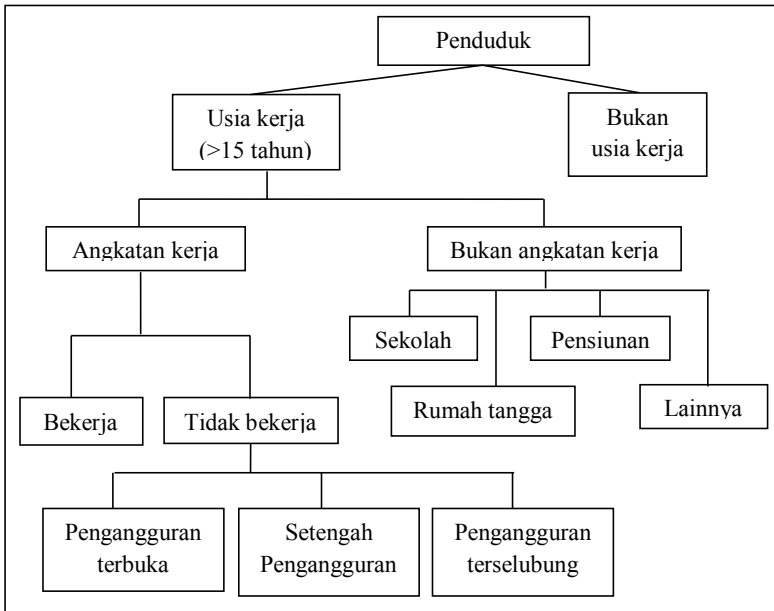 Penduduk
Usia kerja
(>15 tahun)
Bukan
usia kerja
Angkatan kerja
Bukan angkatan kerja
Sekolah
Pensiunan
Rumah tangga
Lainnya
Bekerja
Tidak bekerja
Pengangguran
terbuka
Setengah
Pengangguran
Pengangguran
terselubung